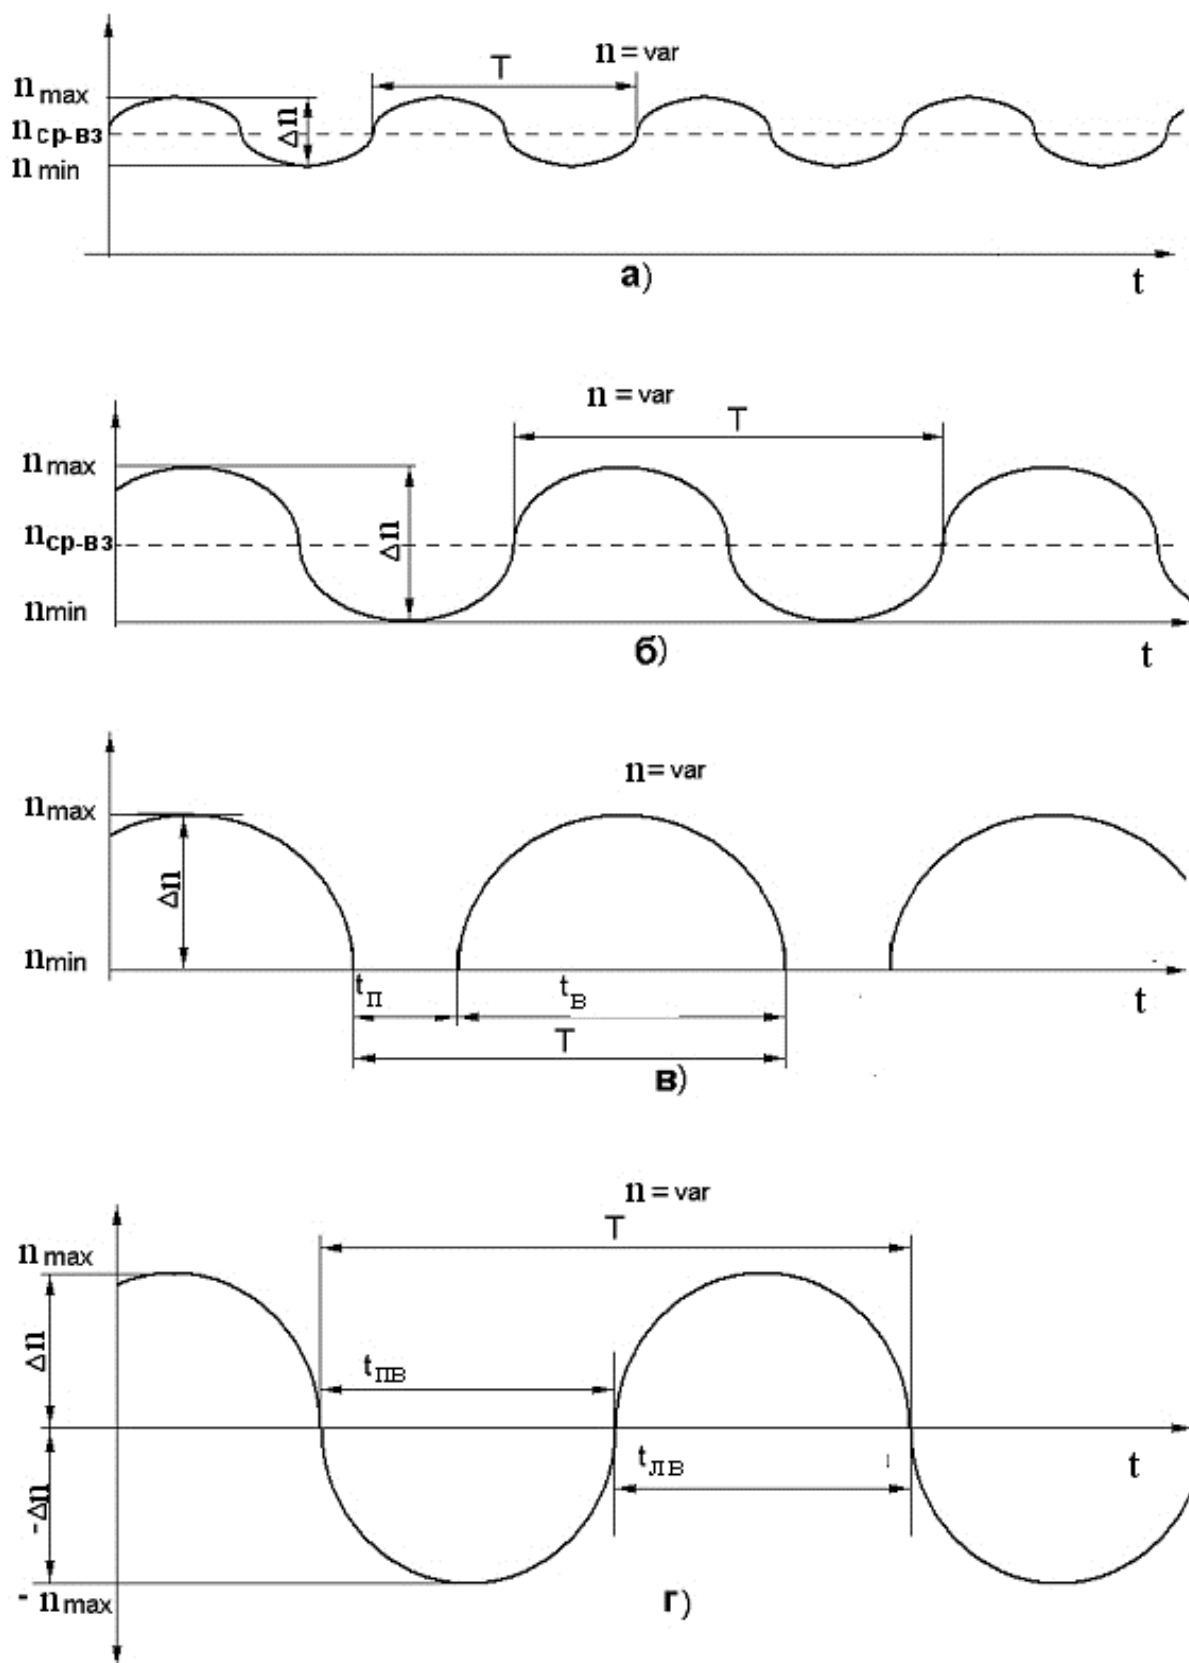 n = var
T
n max
Δn
n ср-вз
n min
а)
t
n = var
T
n max
n ср-вз
Δn
n min
б)
t
n = var
n max
Δn
n min
t П
t В
t
T
в)
n = var
T
n max
Δn
t ПВ
t ЛВ
t
-Δn
- n max
г)